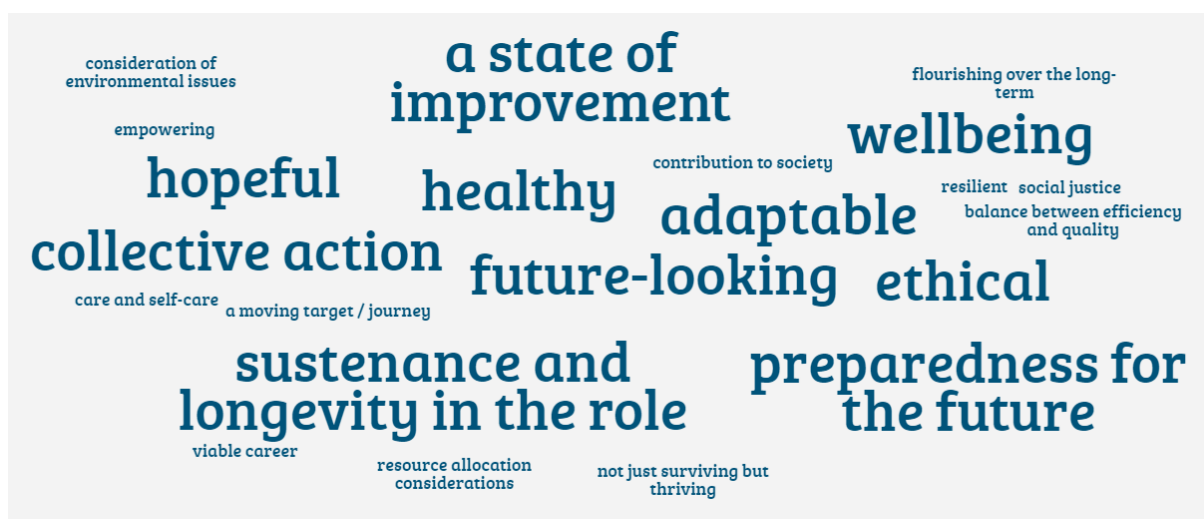 a state of
improvement
consideration of
environmental issues
flourishing over the long-
term
empowering
wellbeing
hopeful
healthy
contribution to society
adaptable
resilient
social justice
balance between efficiency
and quality
collective action
future-looking
ethical
care and self-care
a moving target / journey
sustenance and
longevity in the role
preparedness for
the future
viable career
resource allocation
considerations
not just surviving but
thriving